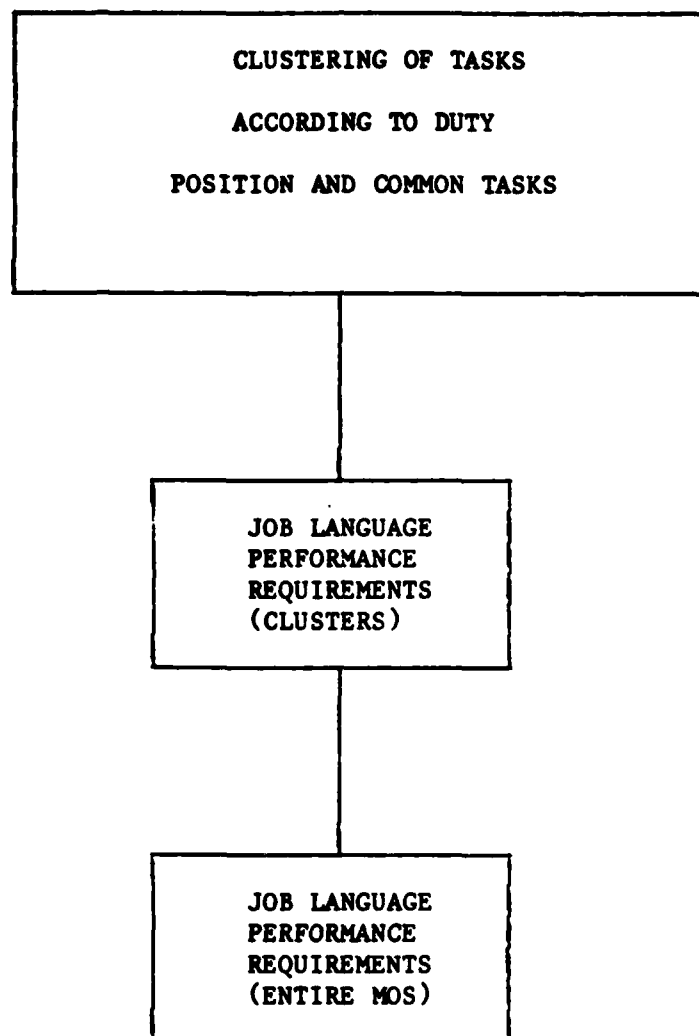 CLUSTERING OF TASKS
ACCORDING TO DUTY
POSITION AND COMMON TASKS
JOB LANGUAGE
PERFORMANCE
REQUIREMENTS
(CLUSTERS)
JOB LANGUAGE
PERFORMANCE
REQUIREMENTS
(ENTIRE MOS)